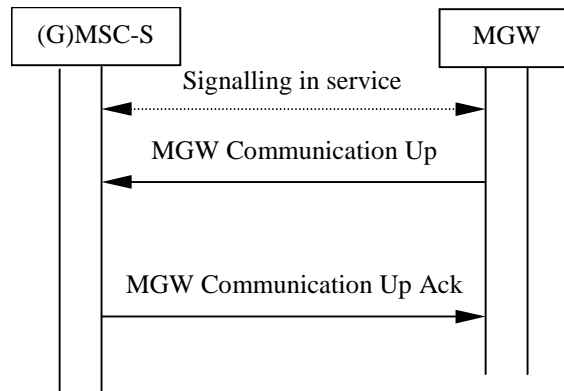 (G)MSC-S
MGW
Signalling in service
MGW Communication Up
MGW Communication Up Ack